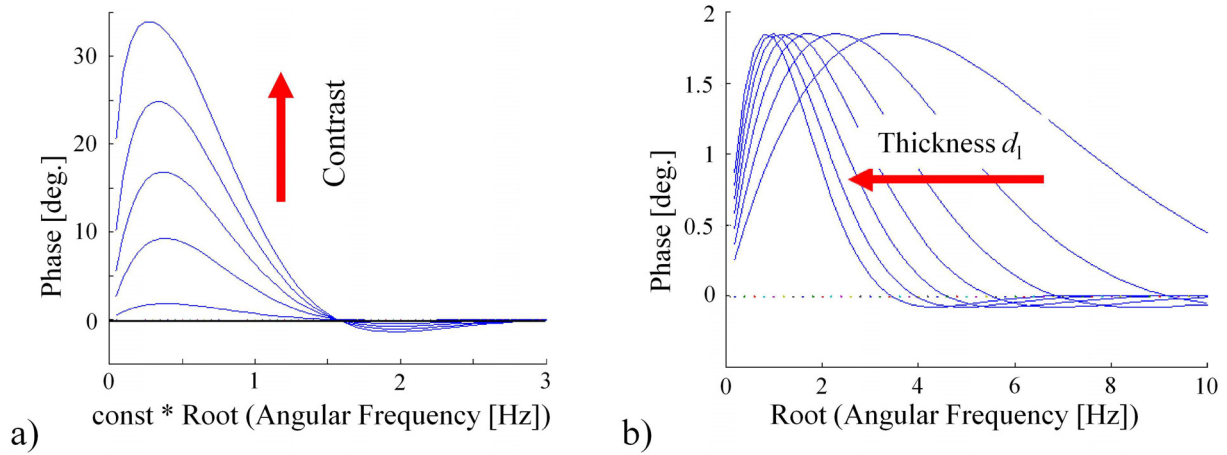 30
20
10
0
Phase [deg.]
Contrast
0
1
2
3
const * Root (Angular Frequency [Hz])
a)
2
1.5
1
0.5
0
Phase [deg.]
Thickness d1
0
2
4
6
8
10
Root (Angular Frequency [Hz])
b)